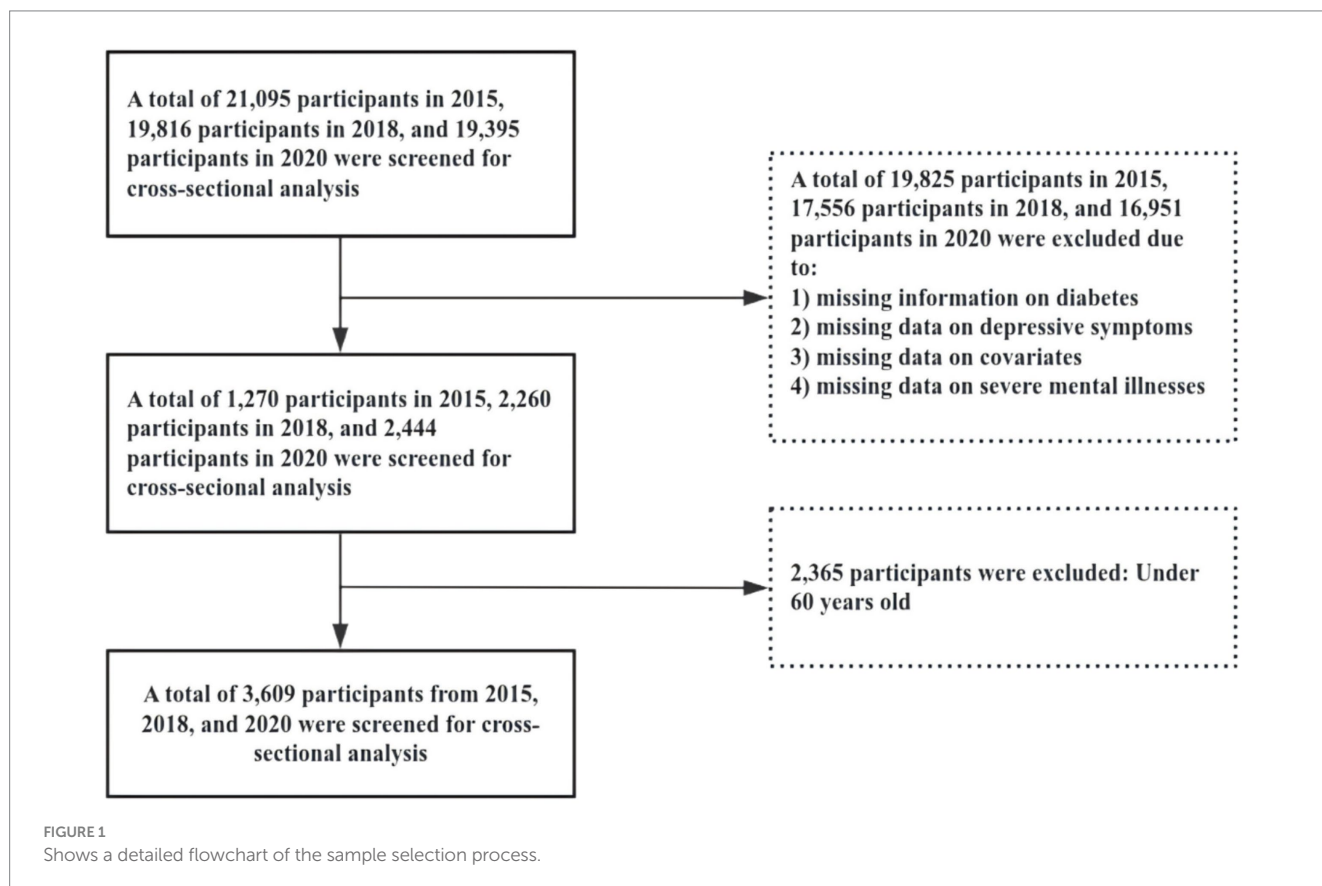 A total of 21,095 participants in 2015,
19,816 participants in 2018, and 19,395
participants in 2020 were screened for
cross-sectional analysis
A total of 19,825 participants in 2015,
17,556 participants in 2018, and 16,951
participants in 2020 were excluded due
to:
1) missing information on diabetes
2) missing data on depressive symptoms
3) missing data on covariates
4) missing data on severe mental illnesses
A total of 1,270 participants in 2015, 2,260
participants in 2018, and 2,444
participants in 2020 were screened for
cross-secional analysis
2,365 participants were excluded: Under
60 years old
A total of 3,609 participants from 2015,
2018, and 2020 were screened for cross-
sectional analysis
FIGURE 1
Shows a detailed flowchart of the sample selection process.